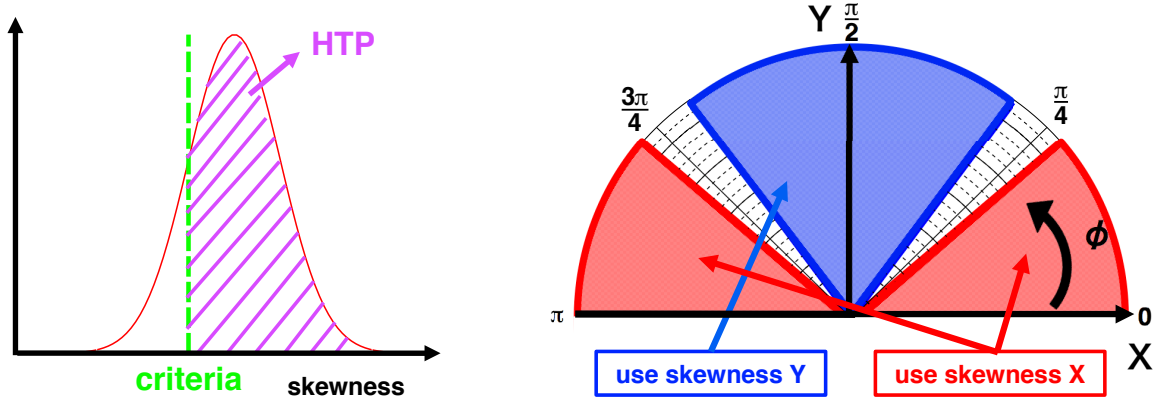 HTP
criteria
skewness
Y
π/2
3π/4
π/4
ϕ
π
0
X
use skewness Y
use skewness X